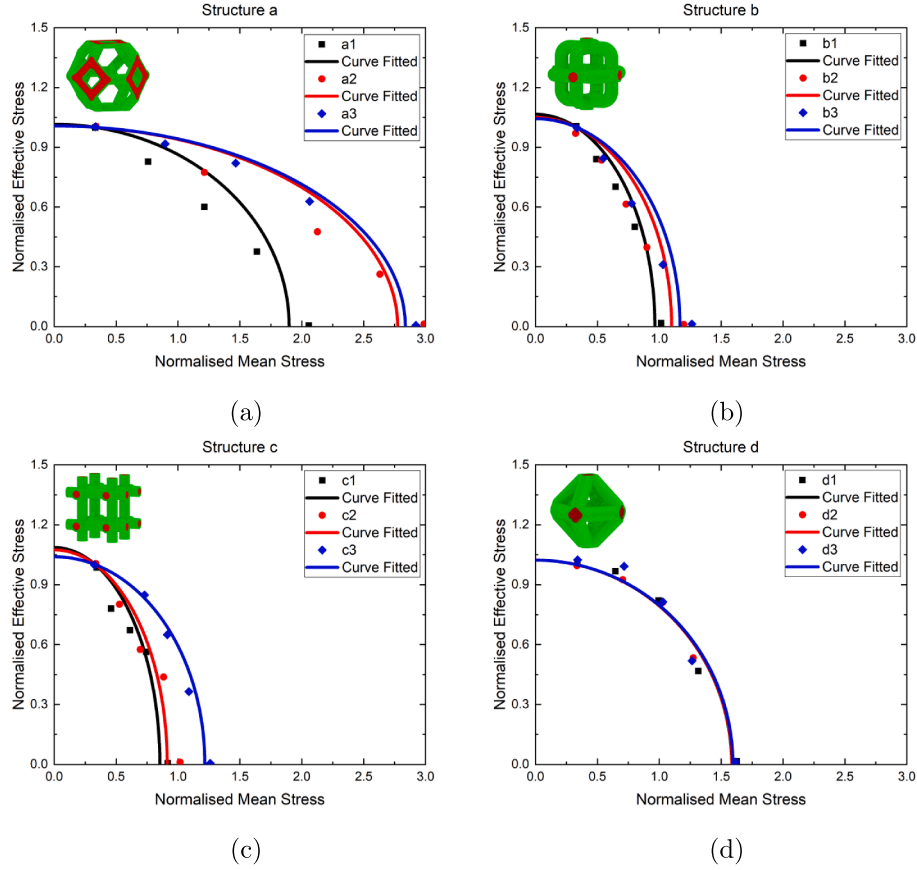 Structure a
1.5
1.2
0.9
0.6
0.3
0.0
Normalised Effective Stress
a1
Curve Fitted
a2
Curve Fitted
a3
Curve Fitted
0.0 0.5 1.0 1.5 2.0 2.5 3.0
Normalised Mean Stress
(a)
Structure b
1.5
1.2
0.9
0.6
0.3
0.0
Normalised Effective Stress
b1
Curve Fitted
b2
Curve Fitted
b3
Curve Fitted
0.0 0.5 1.0 1.5 2.0 2.5 3.0
Normalised Mean Stress
(b)
Structure c
1.5
1.2
0.9
0.6
0.3
0.0
Normalised Effective Stress
c1
Curve Fitted
c2
Curve Fitted
c3
Curve Fitted
0.0 0.5 1.0 1.5 2.0 2.5 3.0
Normalised Mean Stress
(c)
Structure d
1.5
1.2
0.9
0.6
0.3
0.0
Normalised Effective Stress
d1
Curve Fitted
d2
Curve Fitted
d3
Curve Fitted
0.0 0.5 1.0 1.5 2.0 2.5 3.0
Normalised Mean Stress
(d)